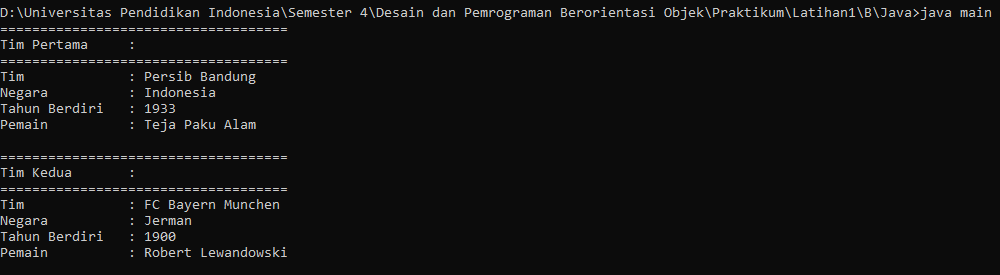 D:\Universitas Pendidikan Indonesia\Semester 4\Desain dan Pemrograman Berorientasi Objek\Praktikum\Latihan1\B\Java>java main
====================================
Tim Pertama     :
====================================
Tim             : Persib Bandung
Negara          : Indonesia
Tahun Berdiri   : 1933
Pemain          : Teja Paku Alam

====================================
Tim Kedua       :
====================================
Tim             : FC Bayern Munchen
Negara          : Jerman
Tahun Berdiri   : 1900
Pemain          : Robert Lewandowski